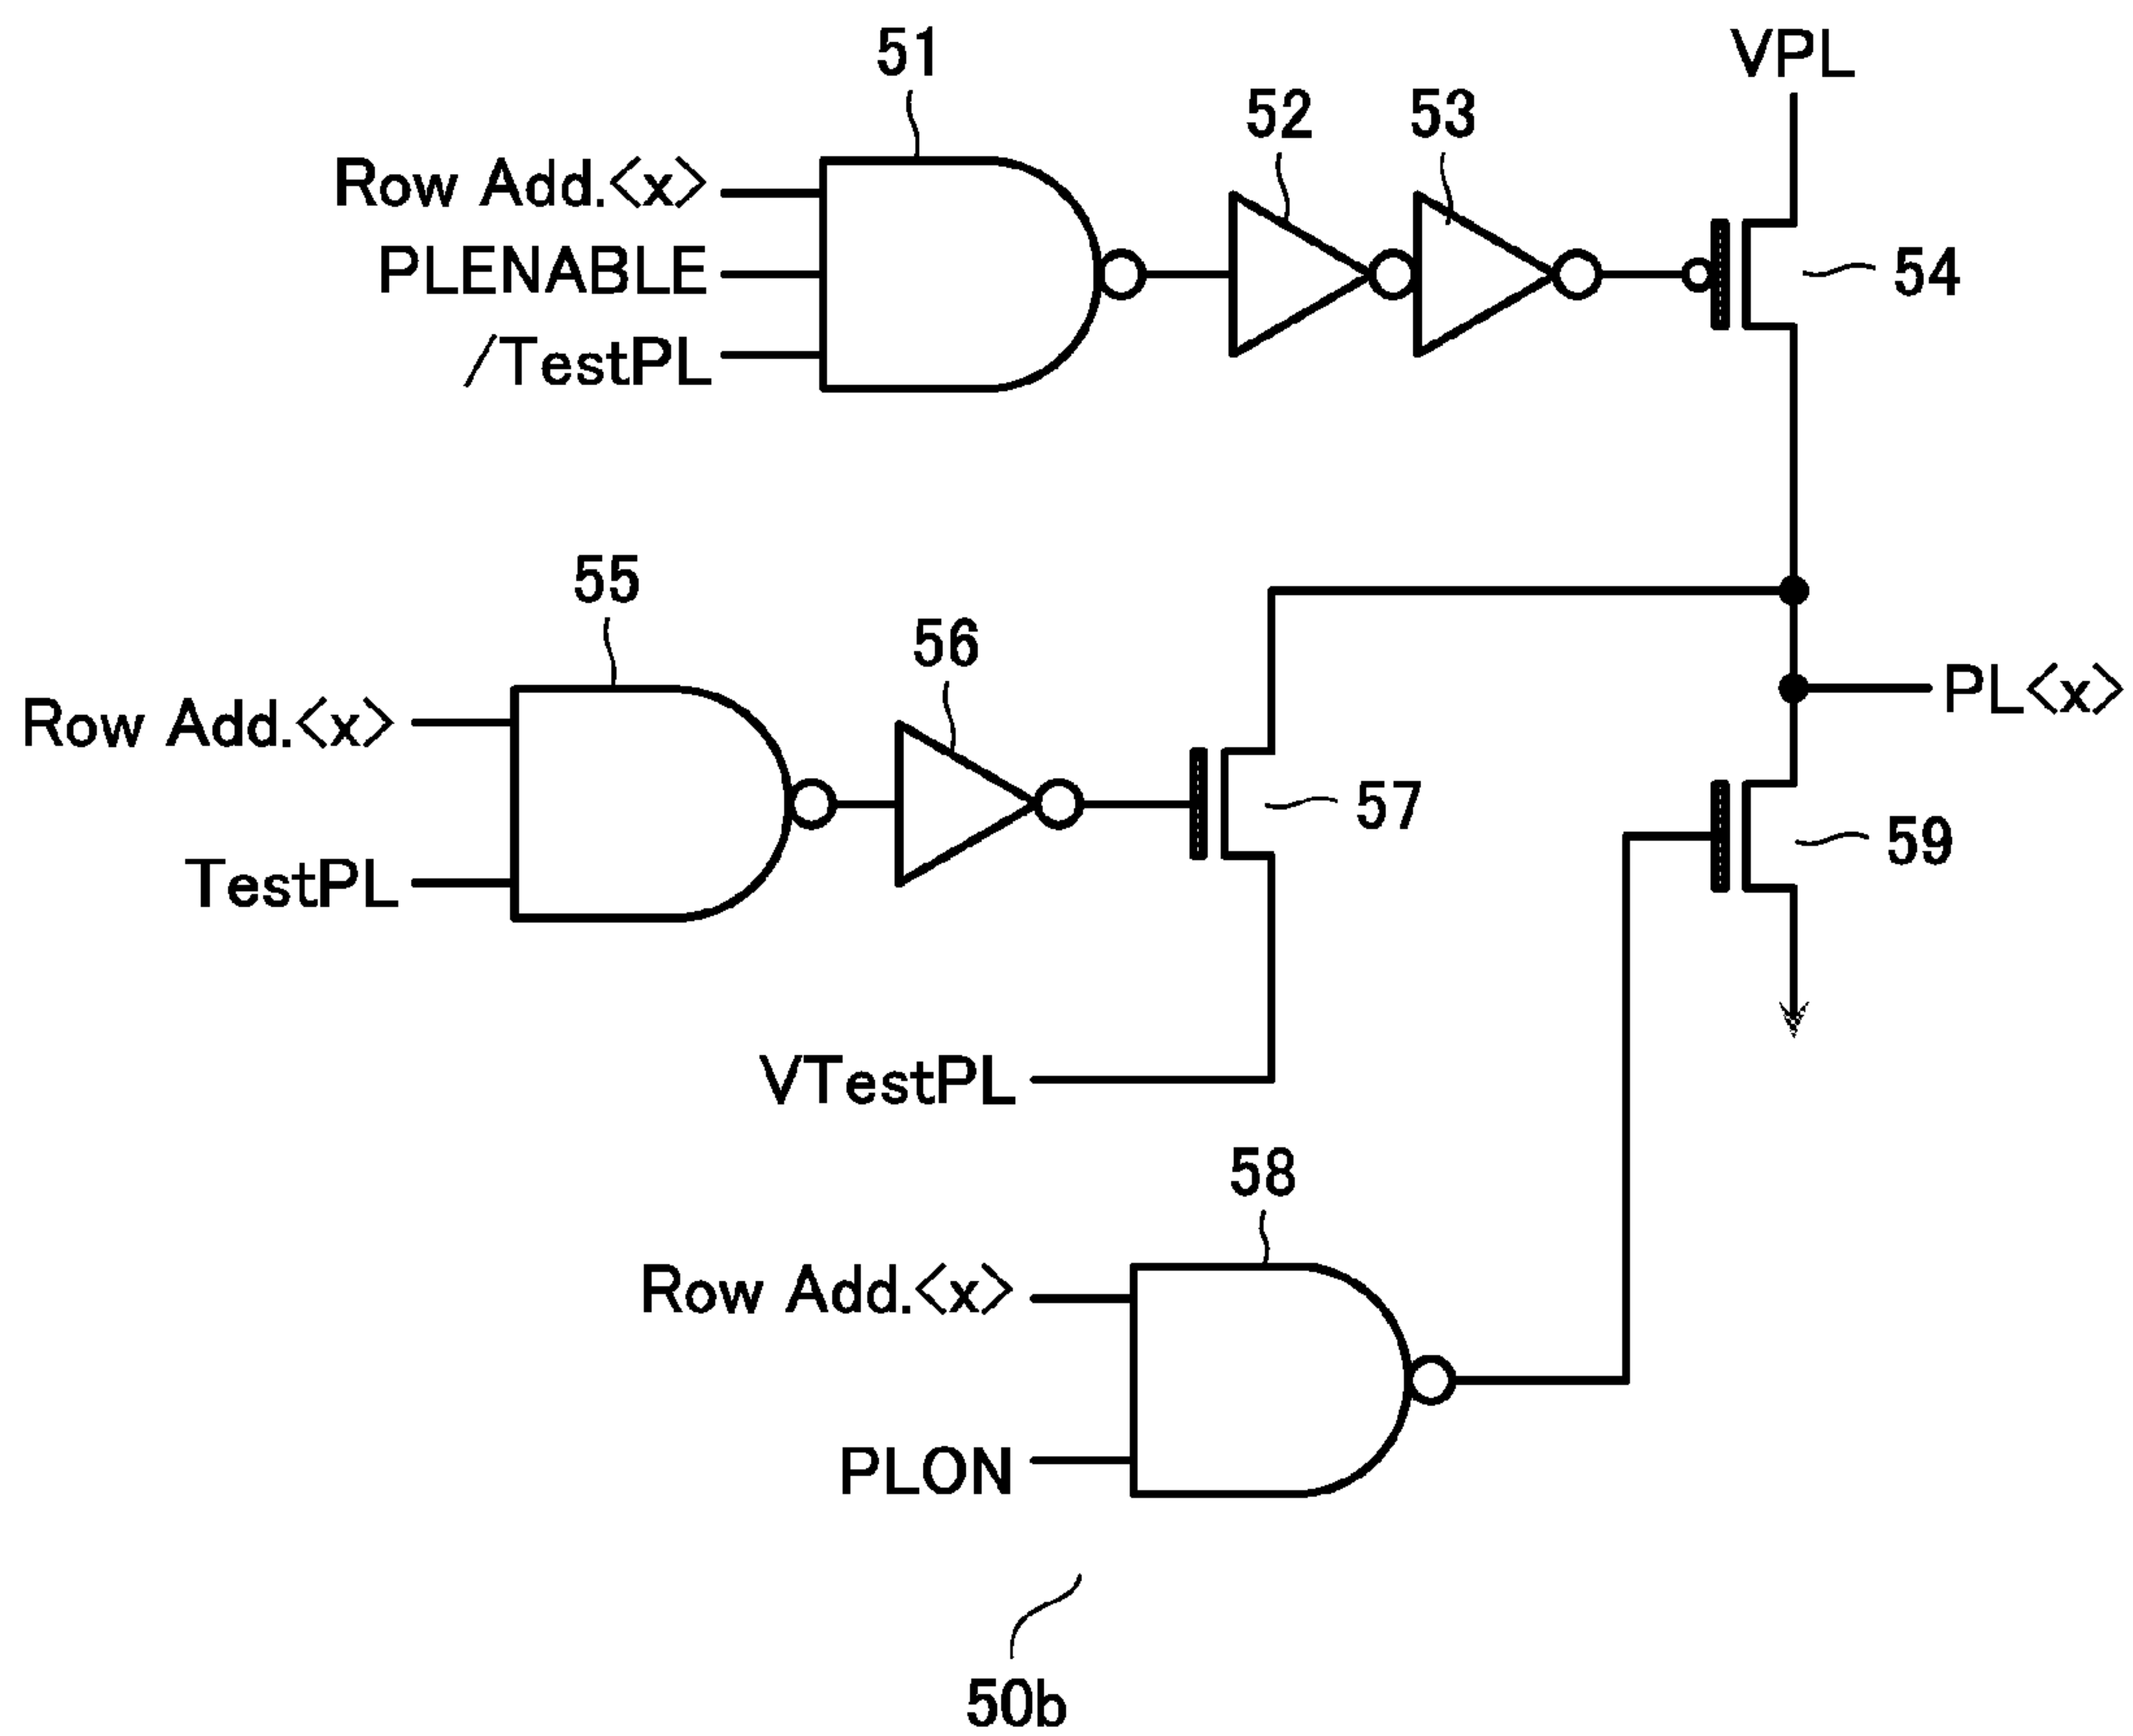 51
VPL
52
53
Row Add.<x>
PLENABLE
/TestPL
54
55
56
Row Add.<x>
PL<x>
57
59
TestPL
VTestPL
58
Row Add.<x>
PLON
50b